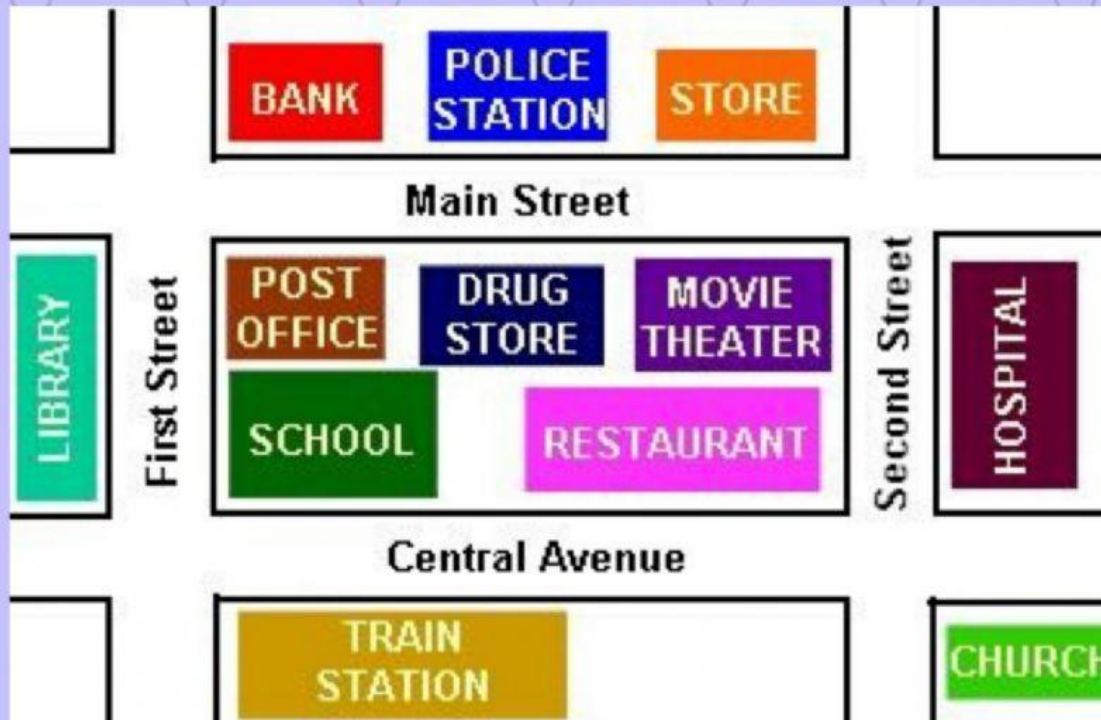 BANK
POLICE
STATION
STORE
Main Street
LIBRARY
First Street
POST
OFFICE
DRUG
STORE
MOVIE
THEATER
SCHOOL
RESTAURANT
Second Street
HOSPITAL
Central Avenue
TRAIN
STATION
CHURCH